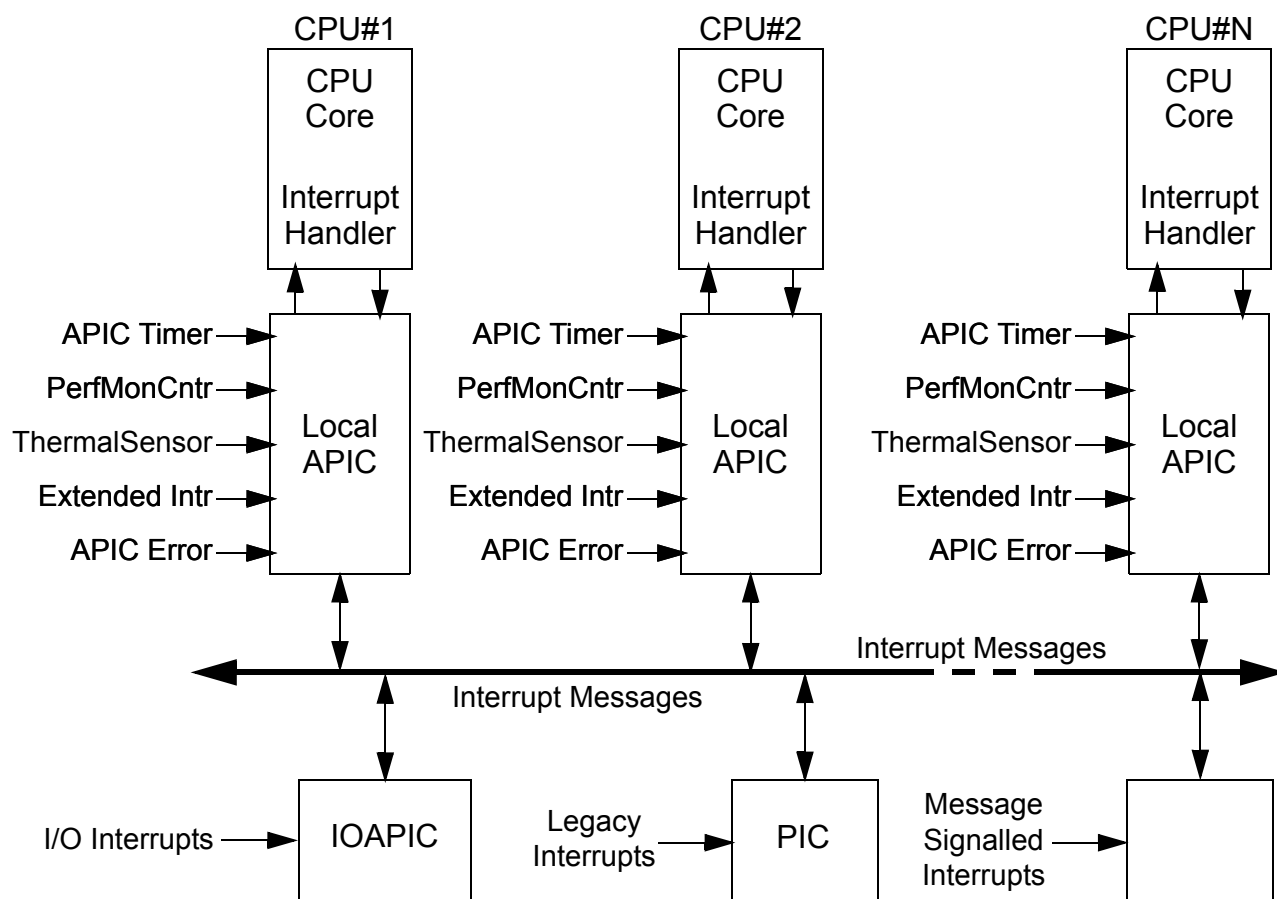 CPU#1
CPU
Core
Interrupt
Handler
APIC Timer
PerfMonCntr
ThermalSensor
Extended Intr
APIC Error
Local
APIC
CPU#2
CPU
Core
Interrupt
Handler
APIC Timer
PerfMonCntr
ThermalSensor
Extended Intr
APIC Error
Local
APIC
CPU#N
CPU
Core
Interrupt
Handler
APIC Timer
PerfMonCntr
ThermalSensor
Extended Intr
APIC Error
Local
APIC
Interrupt Messages
Interrupt Messages
I/O Interrupts
IOAPIC
Legacy
Interrupts
PIC
Message
Signalled
Interrupts